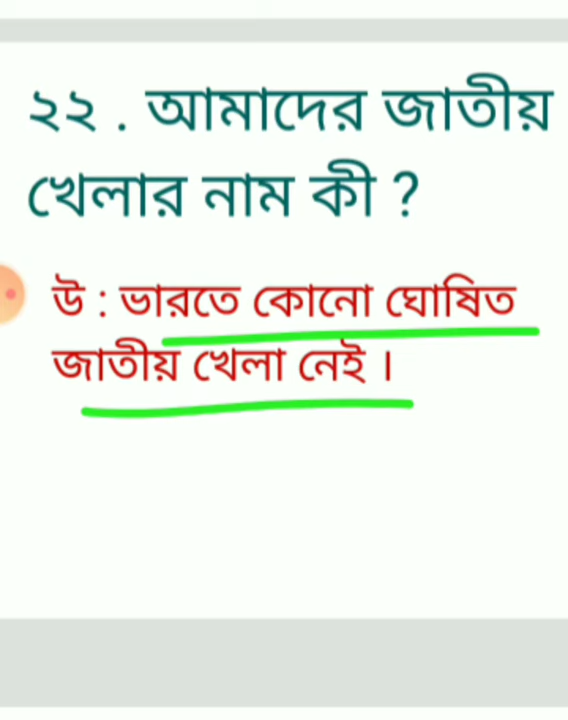 ২২ . আমাদের জাতীয়
খেলার নাম কী ?
উ : ভারতে কোনো ঘোষিত
জাতীয় খেলা নেই ।